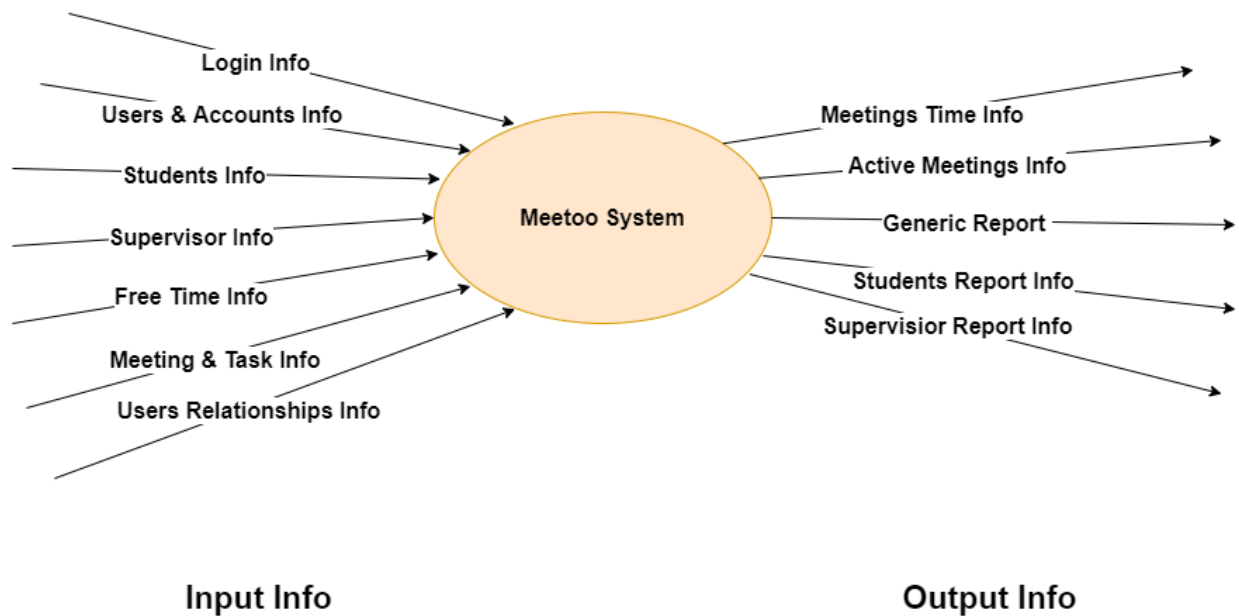 Login Info
Users & Accounts Info
Students Info
Supervisor Info
Free Time Info
Meeting & Task Info
Users Relationships Info
Meetoo System
Meetings Time Info
Active Meetings Info
Generic Report
Students Report Info
Supervisior Report Info
Input Info
Output Info